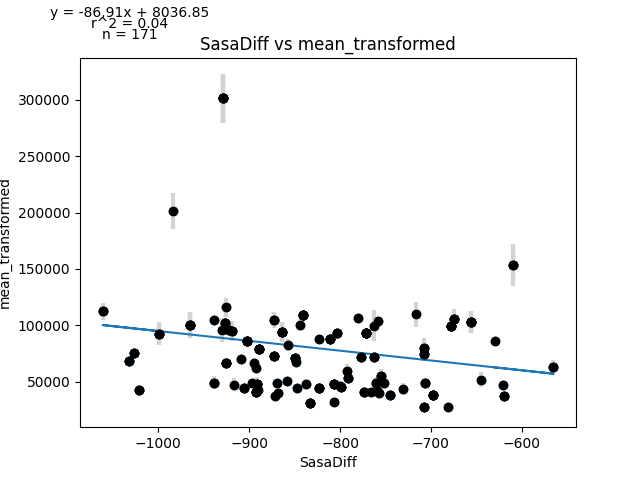 y = -86.91x + 8036.85
r^2 = 0.04
n = 171
SasaDiff vs mean_transformed
300000
250000
200000
150000
100000
50000
mean_transformed
−1000
−900
−800
−700
−600
SasaDiff